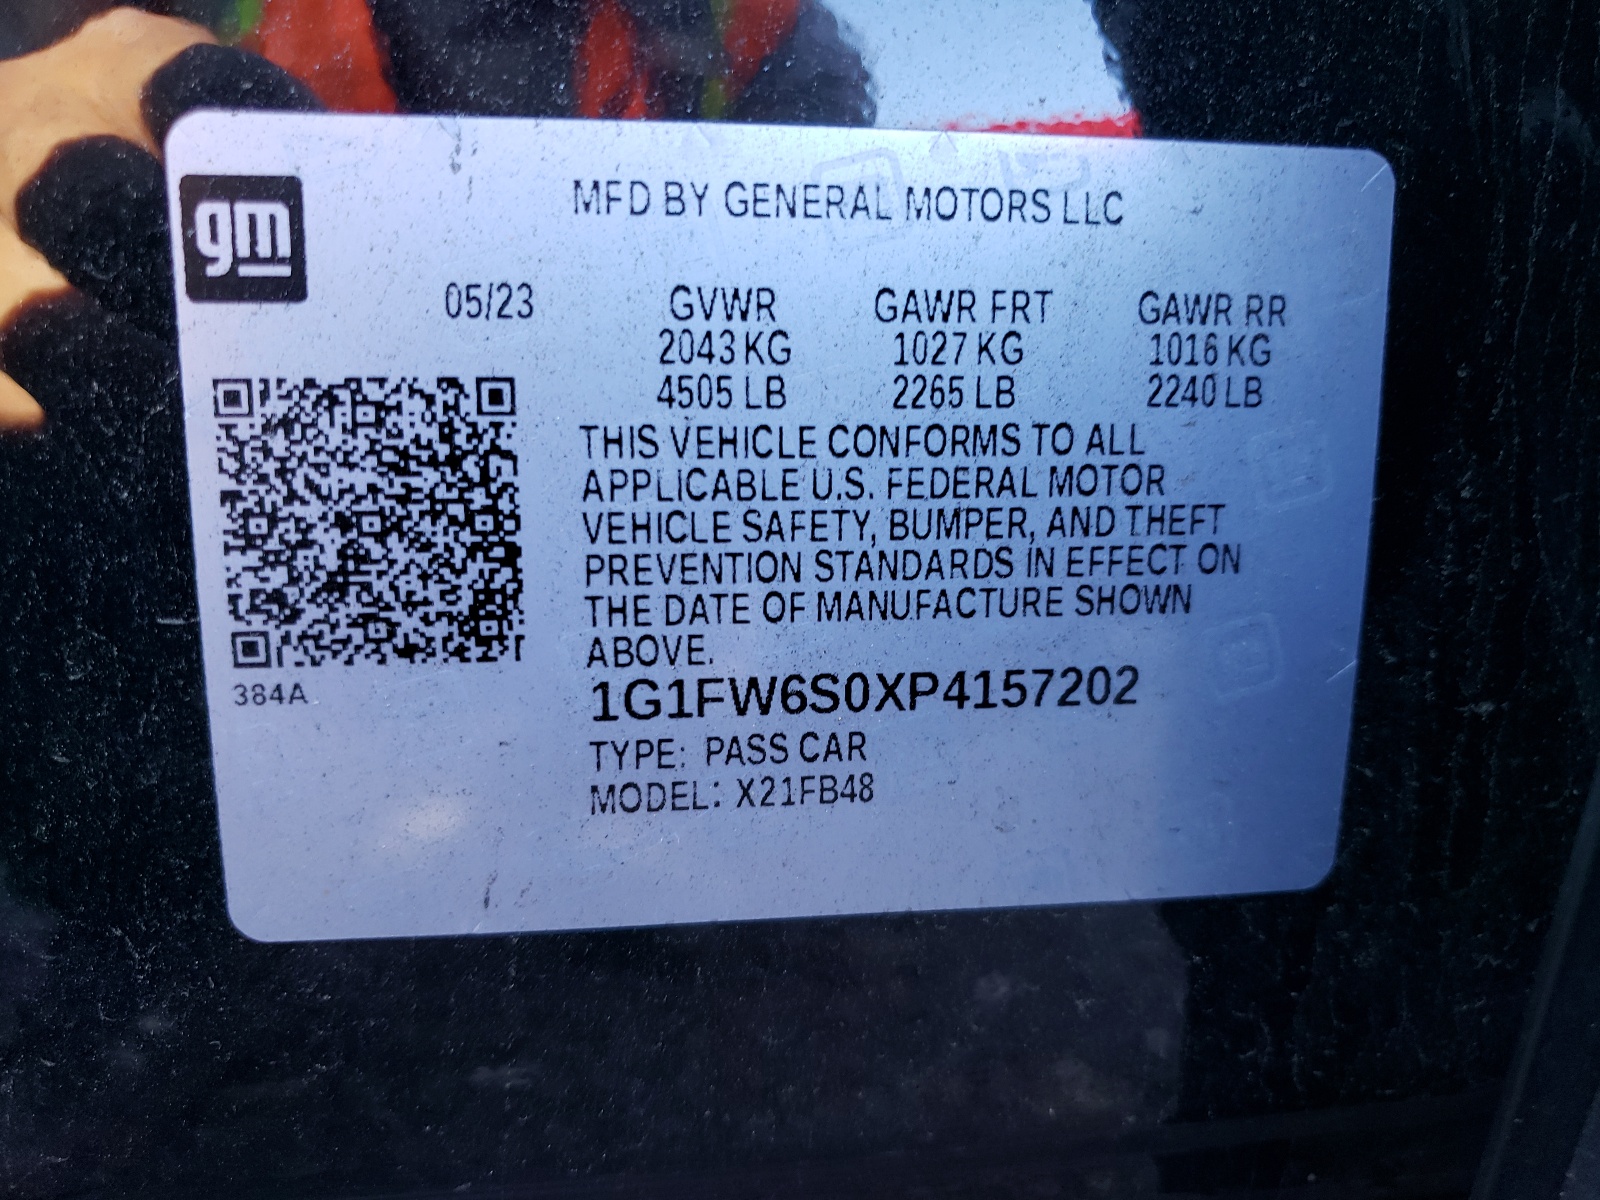 gm
MFD BY GENERAL MOTORS LLC
05/23 GVWR GAWR FRT GAWR RR
2043 KG 1027 KG 1016 KG
4505 LB 2265 LB 2240 LB
THIS VEHICLE CONFORMS TO ALL
APPLICABLE U.S. FEDERAL MOTOR
VEHICLE SAFETY, BUMPER, AND THEFT
PREVENTION STANDARDS IN EFFECT ON
THE DATE OF MANUFACTURE SHOWN
ABOVE.
384A
1G1FW6S0XP4157202
TYPE: PASS CAR
MODEL: X21FB48